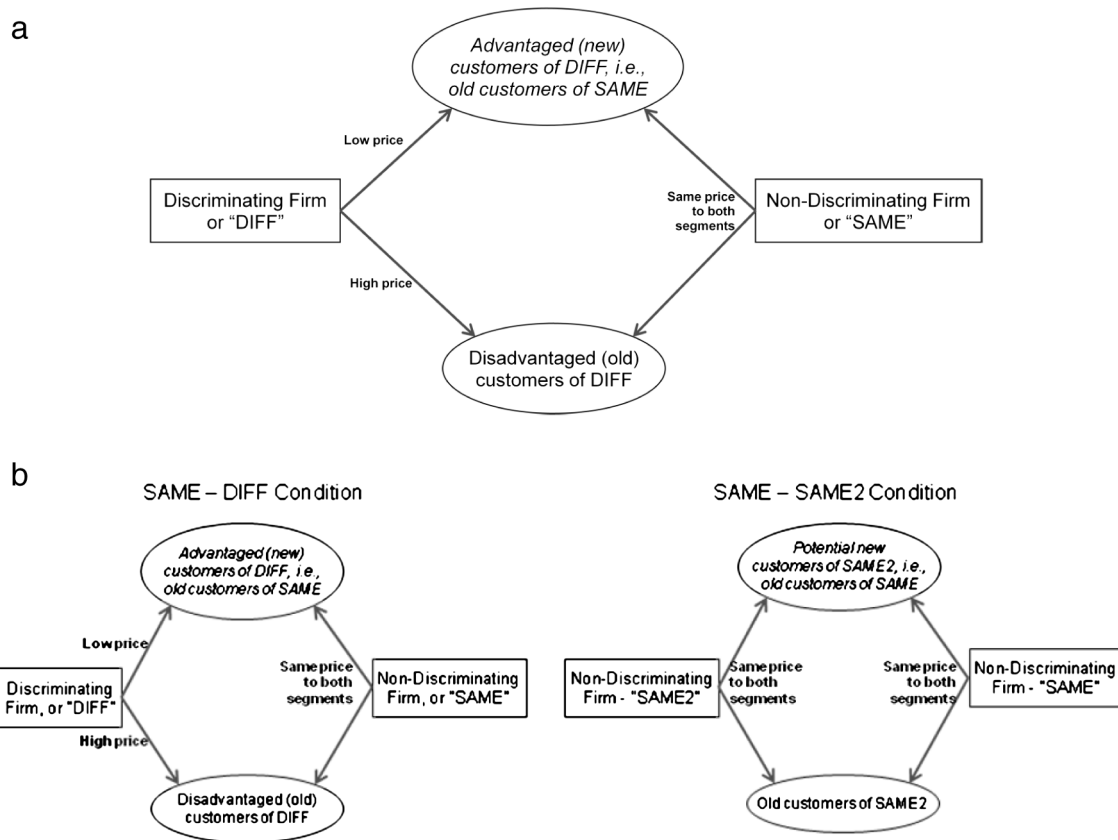 a
Advantaged (new)
customers of DIFF, i.e.,
old customers of SAME
Low price
Discriminating Firm
or “DIFF”
Same price
to both
segments
Non-Discriminating Firm
or “SAME”
High price
Disadvantaged (old)
customers of DIFF
b
SAME – DIFF Condition
Advantaged (new)
customers of DIFF, i.e.,
old customers of SAME
Low price
Discriminating
Firm, or "DIFF"
Same price
to both
segments
Non-Discriminating
Firm, or "SAME"
High price
Disadvantaged (old)
customers of DIFF
SAME – SAME2 Condition
Potential new
customers of SAME2, i.e.,
old customers of SAME
Non-Discriminating
Firm - "SAME2"
Same price
to both
segments
Same price
to both
segments
Non-Discriminating
Firm - "SAME"
Old customers of SAME2